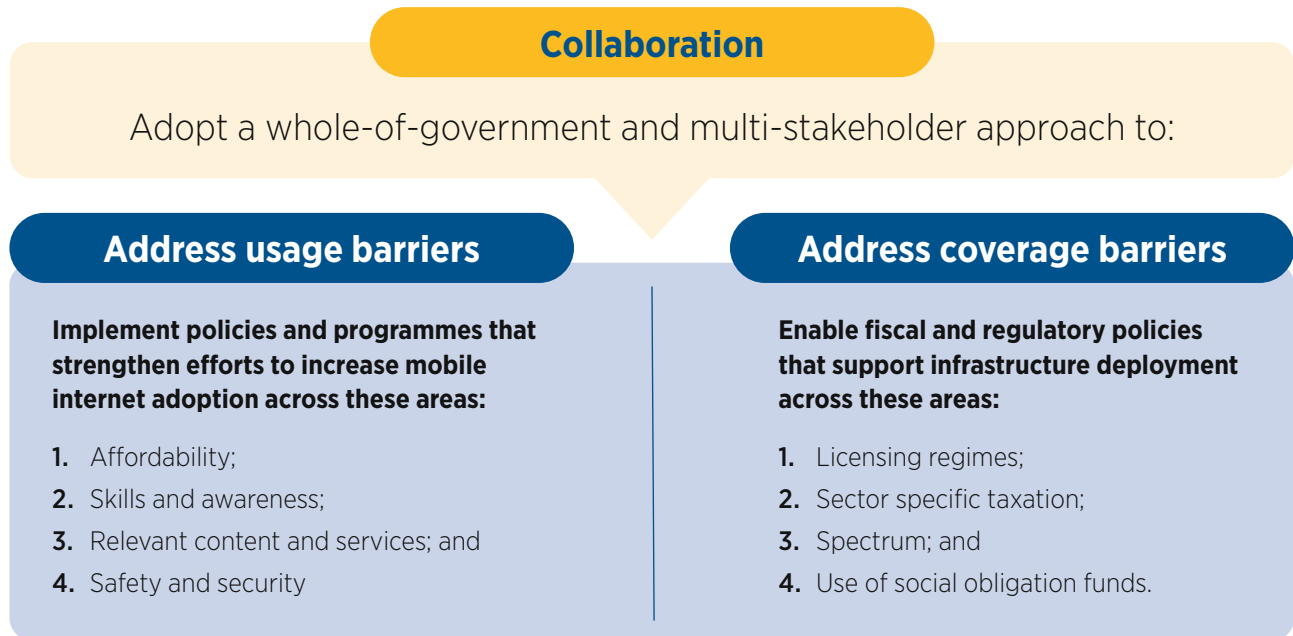 Collaboration
Adopt a whole-of-government and multi-stakeholder approach to:
Address usage barriers
Implement policies and programmes that
strengthen efforts to increase mobile
internet adoption across these areas:
1. Affordability;
2. Skills and awareness;
3. Relevant content and services; and
4. Safety and security
Address coverage barriers
Enable fiscal and regulatory policies
that support infrastructure deployment
across these areas:
1. Licensing regimes;
2. Sector specific taxation;
3. Spectrum; and
4. Use of social obligation funds.